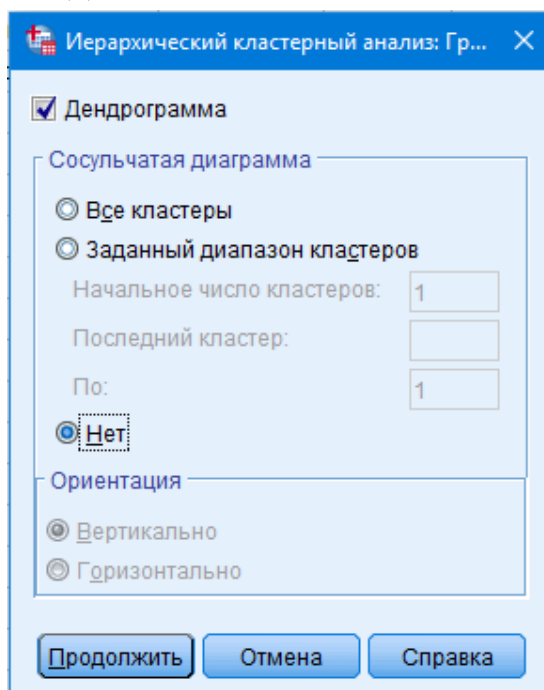 Иерархический кластерный анализ: Гр...
Дендрограмма
Сосульчатая диаграмма
Все кластеры
Заданный диапазон кластеров
Начальное число кластеров: 1
Последний кластер:
По: 1
Нет
Ориентация
Вертикально
Горизонтально
Продолжить Отмена Справка